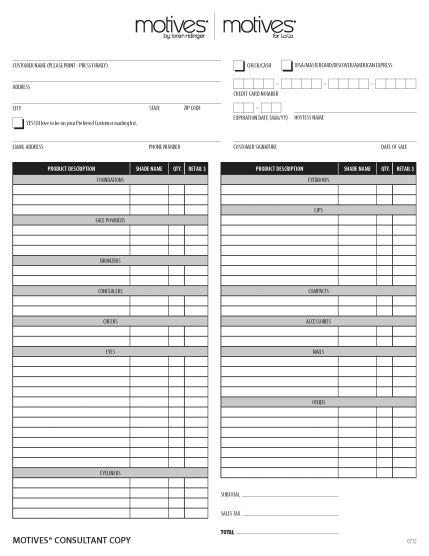 motives® motives®
by loren ridinger for La La
CUSTOMER NAME (PLEASE PRINT - PRESS FIRMLY)
CHECK/CASH VISA/MASTERCARD/DISCOVER/AMERICAN EXPRESS
ADDRESS
CREDIT CARD NUMBER
CITY STATE ZIP CODE
EXPIRATION DATE (MM/YY) HOSTESS NAME
YES! I'd love to be on your Preferred Customer mailing list.
EMAIL ADDRESS PHONE NUMBER
CUSTOMER SIGNATURE DATE OF SALE
PRODUCT DESCRIPTION SHADE NAME QTY. RETAIL $
FOUNDATIONS
FACE POWDERS
BRONZERS
CONCEALERS
CHEEKS
EYES
EYELINERS
PRODUCT DESCRIPTION SHADE NAME QTY. RETAIL $
EYEBROWS
LIPS
COMPACTS
ACCESSORIES
NAILS
OTHER
SUBTOTAL
SALES TAX
TOTAL
MOTIVES® CONSULTANT COPY
0712